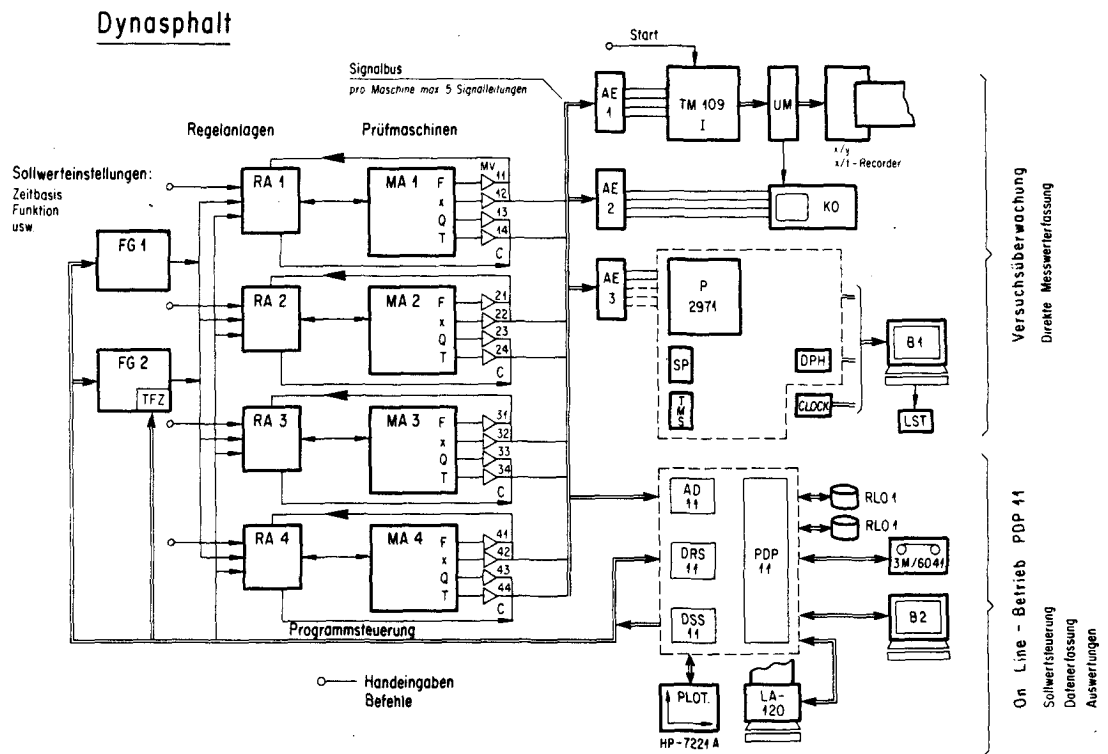 Dynasphalt
Start
Signalbus
pro Maschine max 5 Signalleitungen
Regelanlagen
Prüfmaschinen
Sollwerteinstellungen:
Zeitbasis
Funktion
usw
FG 1
FG 2
TFZ
RA 1
MA 1
F
x
Q
T
MV
11
12
13
14
C
RA 2
MA 2
F
x
Q
T
21
22
23
24
C
RA 3
MA 3
F
x
Q
T
31
32
33
34
C
RA 4
MA 4
F
x
Q
T
41
42
43
44
C
Programmsteuerung
Handeingaben
Befehle
AE
1
TM 109
I
UM
x/y
x/t-Recorder
AE
2
KO
AE
3
P
2971
SP
TMS
DPH
CLOCK
B1
LST
AD
11
DRS
11
DSS
11
PDP
11
RL01
RL01
3M/6041
B2
PLOT.
HP-7221 A
LA-
120
Versuchsüberwachung
Direkte Messwerterfassung
On Line - Betrieb PDP 11
Sollwertsteuerung
Datenerfassung
Auswertungen